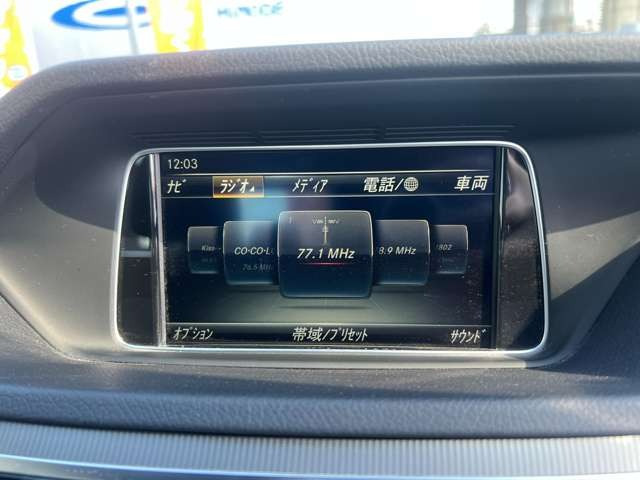 12:03
ナビ ラジオ メディア 電話/ 車両
Kiss CO·CO·LO 77.1 MHz 8.9 MHz 802
76.5 MHz
オプション 帯域/プリセット サウンド